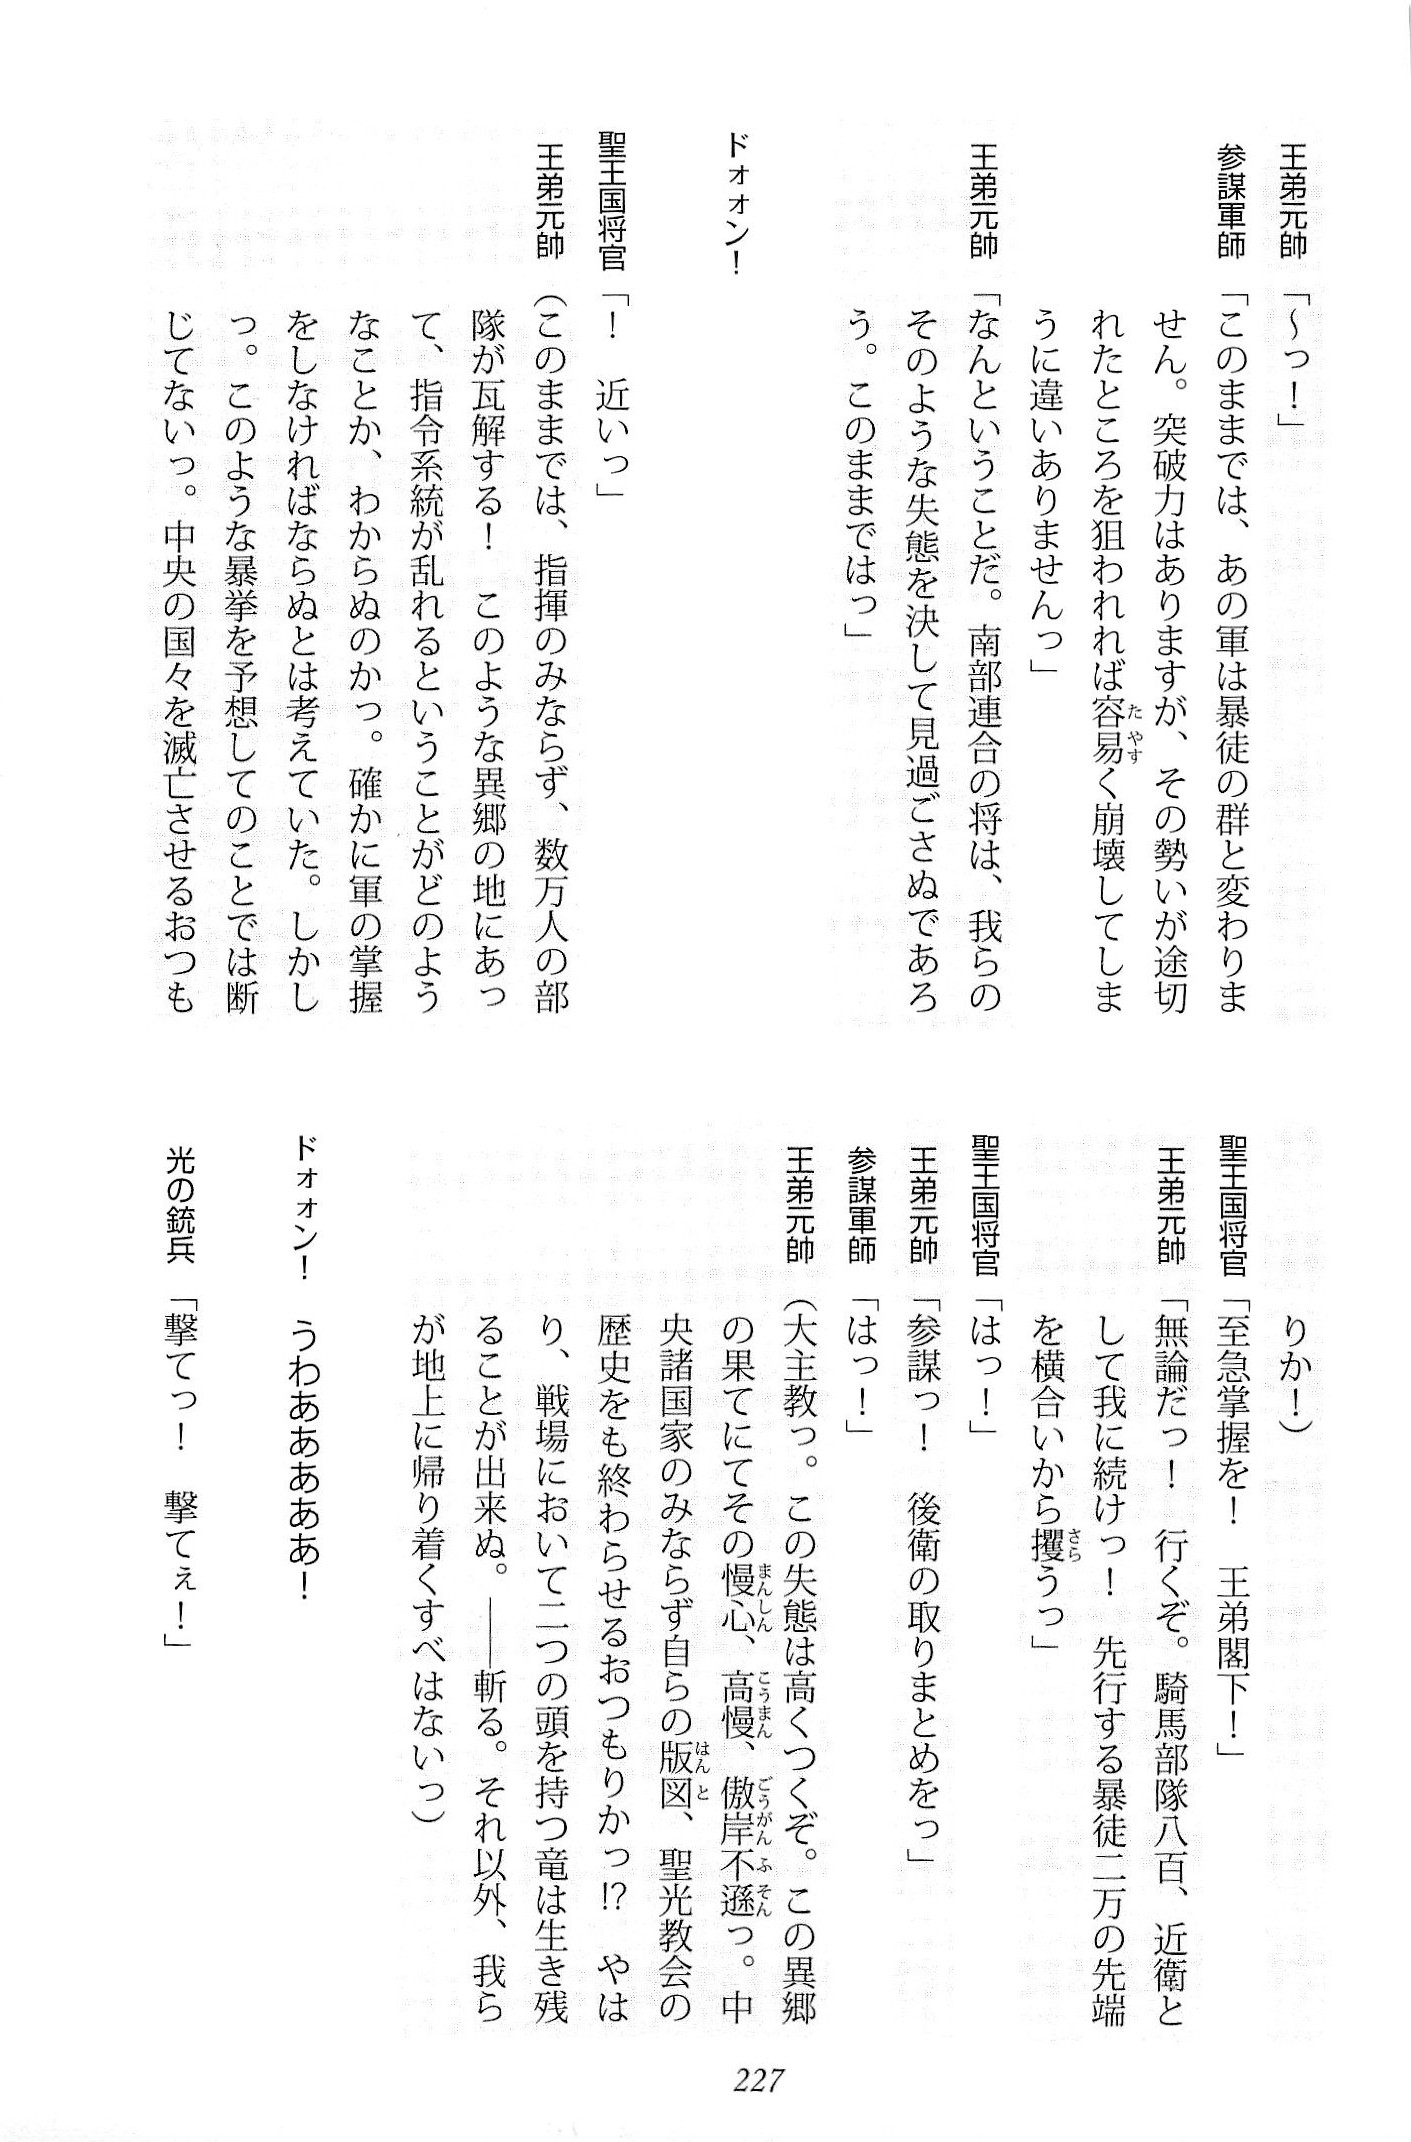 王弟元帥「～っ！」
参謀軍師「このままでは、あの軍は暴徒の群と変わりま
せん。突破力はありますが、その勢いが途切
れたところを狙われれば容易く崩壊してしま
うに違いありませんっ」
王弟元帥「なんということだ。南部連合の将は、我らの
そのような失態を決して見過ごさぬであろ
う。このままではっ」
ドォォン！
聖王国将官「！　近いっ」
王弟元帥（このままでは、指揮のみならず、数万人の部
隊が瓦解する！　このような異郷の地にあっ
て、指令系統が乱れるということがどのよう
なことか、わからぬのかっ。確かに軍の掌握
をしなければならぬとは考えていた。しかし
っ。このような暴挙を予想してのことでは断
じてないっ。中央の国々を滅亡させるおつも
りか！）
聖王国将官「至急掌握を！　王弟閣下！」
王弟元帥「無論だっ！　行くぞ。騎馬部隊八百、近衛と
して我に続けっ！　先行する暴徒二万の先端
を横合いから攫うっ」
聖王国将官「はっ！」
王弟元帥「参謀っ！　後衛の取りまとめをっ」
参謀軍師「はっ！」
王弟元帥（大主教っ。この失態は高くつくぞ。この異郷
の果てにてその慢心、高慢、傲岸不遜っ。中
央諸国家のみならず自らの版図、聖光教会の
歴史をも終わらせるおつもりかっ!?　やは
り、戦場において二つの頭を持つ竜は生き残
ることが出来ぬ。――斬る。それ以外、我ら
が地上に帰り着くすべはないっ）
ドォォン！　うわあああああ！
光の銃兵「撃てっ！　撃てぇ！」
227